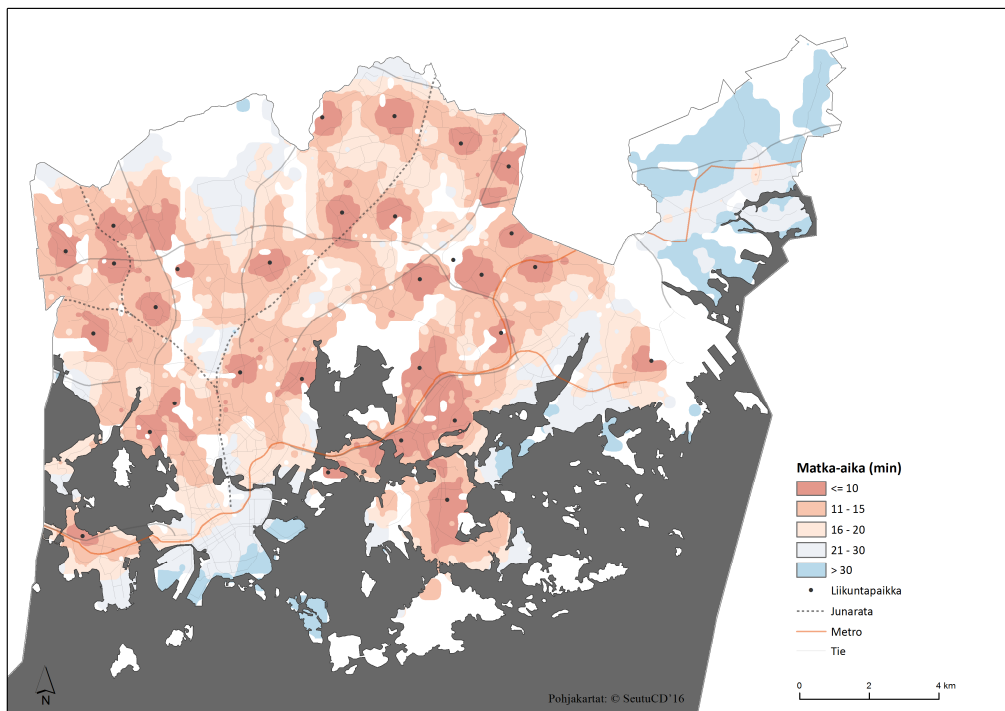 Matka-aika (min)
<= 10
11 - 15
16 - 20
21 - 30
> 30
Liikuntapaikka
Junarata
Metro
Tie
N
Pohjakartat: © SeutuCD'16
0 2 4 km